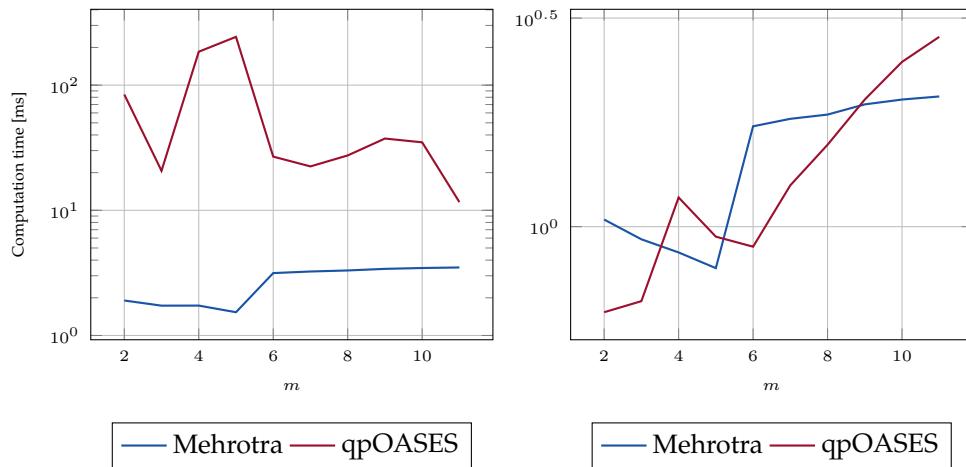 Computation time [ms]
10^2
10^1
10^0
2 4 6 8 10
m
Mehrotra qpOASES
10^0.5
10^0
2 4 6 8 10
m
Mehrotra qpOASES